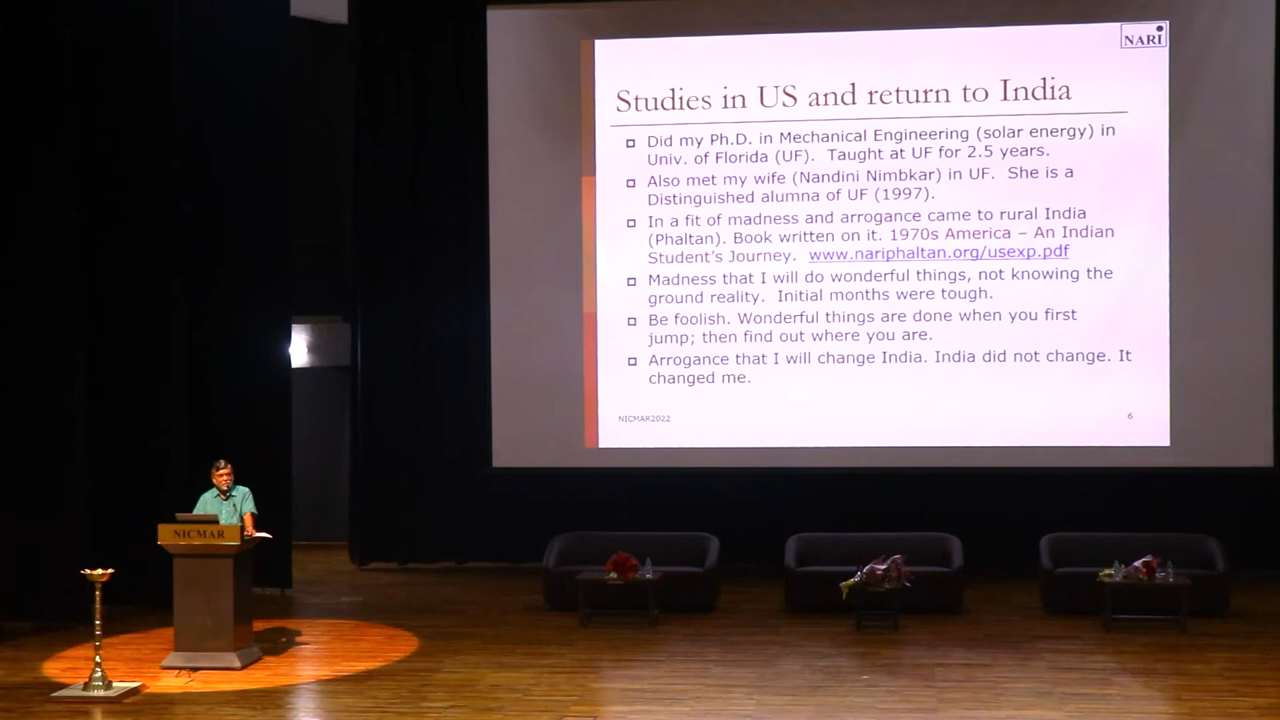 NARI
Studies in US and return to India
Did my Ph.D. in Mechanical Engineering (solar energy) in
Univ. of Florida (UF). Taught at UF for 2.5 years.
Also met my wife (Nandini Nimbkar) in UF. She is a
Distinguished alumna of UF (1997).
In a fit of madness and arrogance came to rural India
(Phaltan). Book written on it. 1970s America – An Indian
Student's Journey. www.nariphaltan.org/usexp.pdf
Madness that I will do wonderful things, not knowing the
ground reality. Initial months were tough.
Be foolish. Wonderful things are done when you first
jump; then find out where you are.
Arrogance that I will change India. India did not change. It
changed me.
NICMAR2022
6
NICMAR